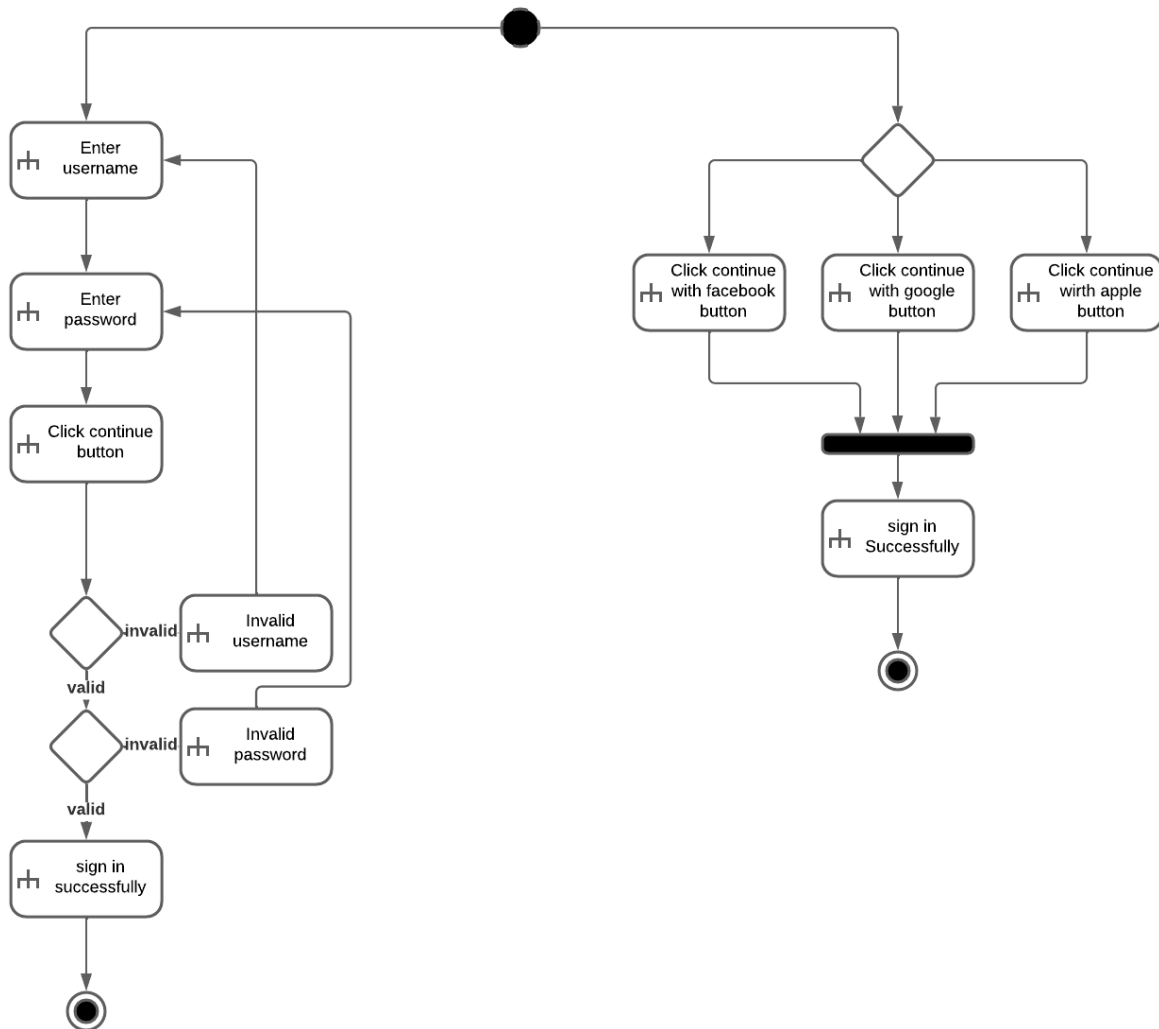 Enter
username
Enter
password
Click continue
button
invalid
Invalid
username
valid
invalid
Invalid
password
valid
sign in
successfully
Click continue
with facebook
button
Click continue
with google
button
Click continue
wirth apple
button
sign in
Successfully